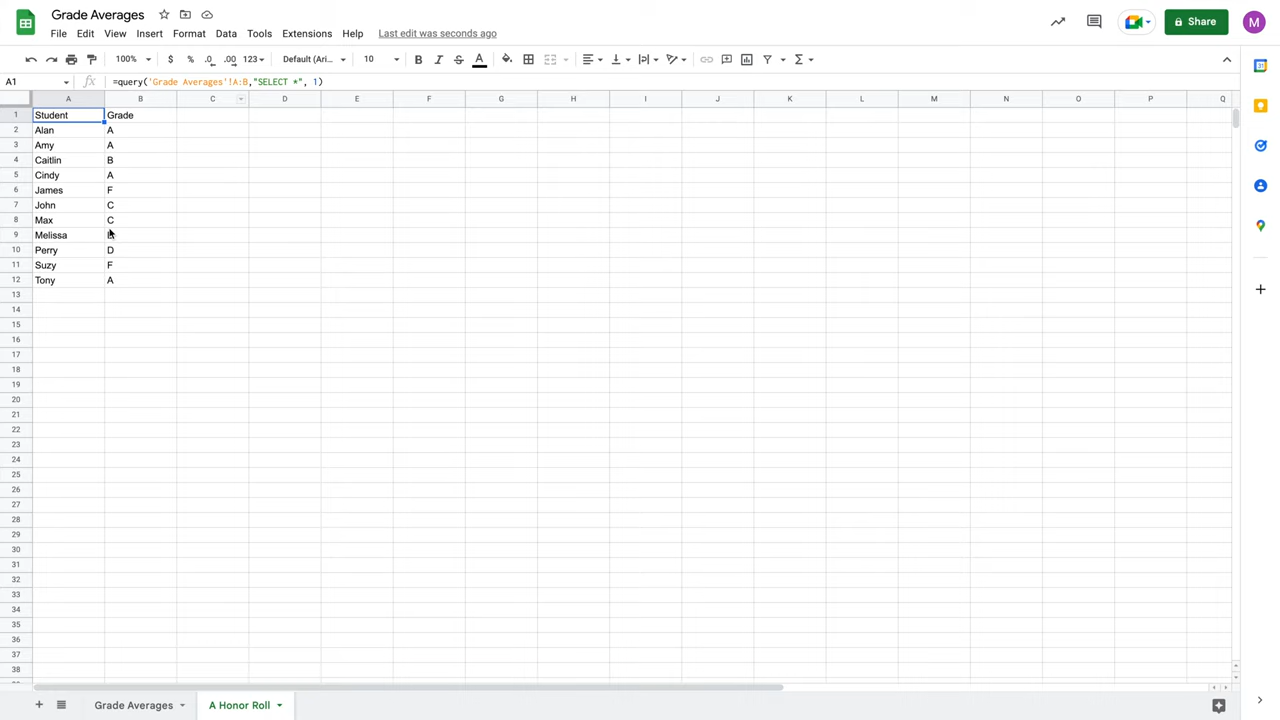 Grade Averages
File Edit View Insert Format Data Tools Extensions Help Last edit was seconds ago
Share
M
100% $ % .0 .00 123 Default (Ari... 10 B I S A
A1 fx =query('Grade Averages'!A:B,"SELECT *", 1)
A B C D E F G H I J K L M N O P Q
1 Student Grade
2 Alan A
3 Amy A
4 Caitlin B
5 Cindy A
6 James F
7 John C
8 Max C
9 Melissa
10 Perry D
11 Suzy F
12 Tony A
13
14
15
16
17
18
19
20
21
22
23
24
25
26
27
28
29
30
31
32
33
34
35
36
37
38
Grade Averages A Honor Roll